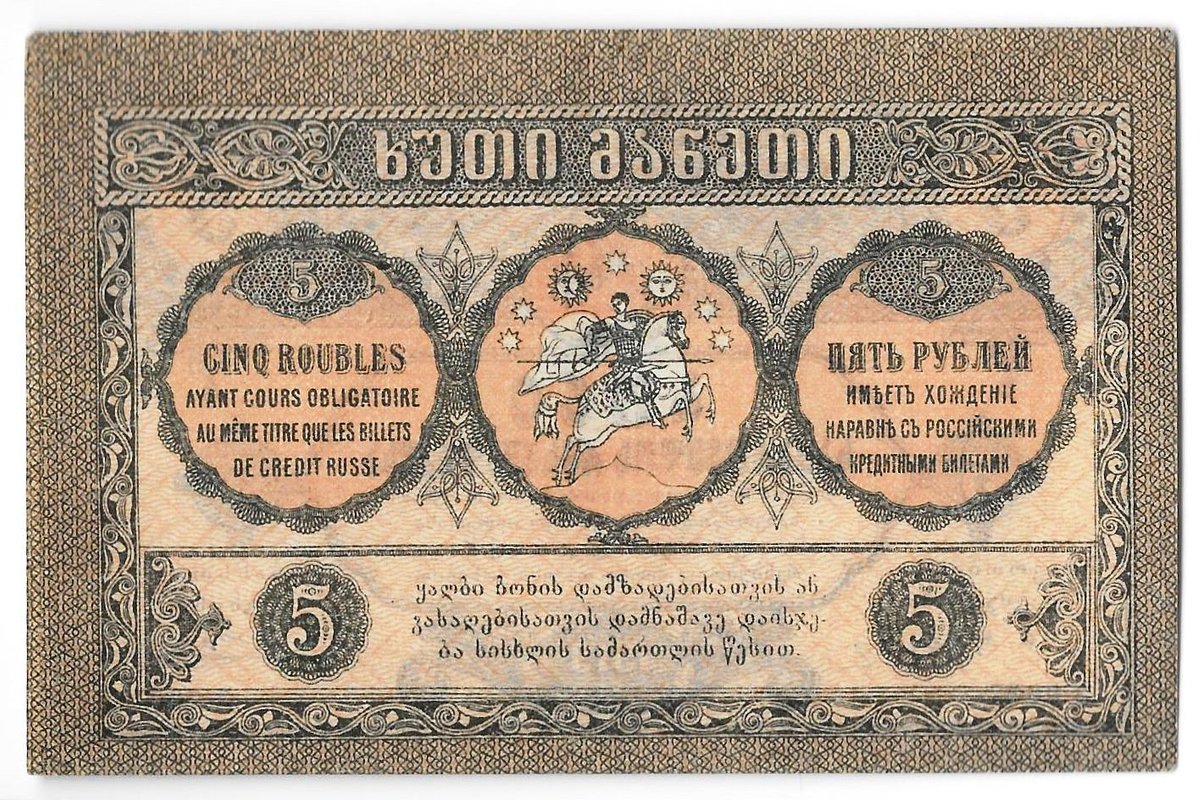 ხუთი მანეთი
5
CINQ ROUBLES
AYANT COURS OBLIGATOIRE
AU MÊME TITRE QUE LES BILLETS
DE CREDIT RUSSE
5
ПЯТЬ РУБЛЕЙ
ИМѢЕТЪ ХОЖДЕНІЕ
НАРАВНѢ СЪ РОССІЙСКИМИ
КРЕДИТНЫМИ БИЛЕТАМИ
5
ყალბი ბონის დამზადებისათვის ან
გასაღებისათვის დამნაშავე დაისჯე-
ბა სისხლის სამართლის წესით.
5